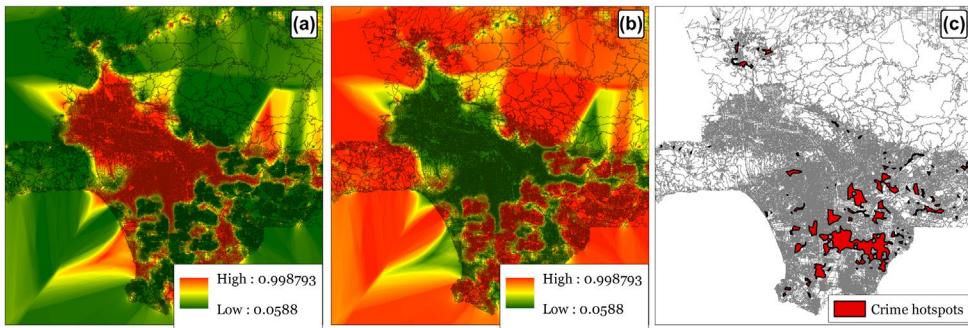 (a)
High : 0.998793
Low : 0.0588
(b)
High : 0.998793
Low : 0.0588
(c)
Crime hotspots